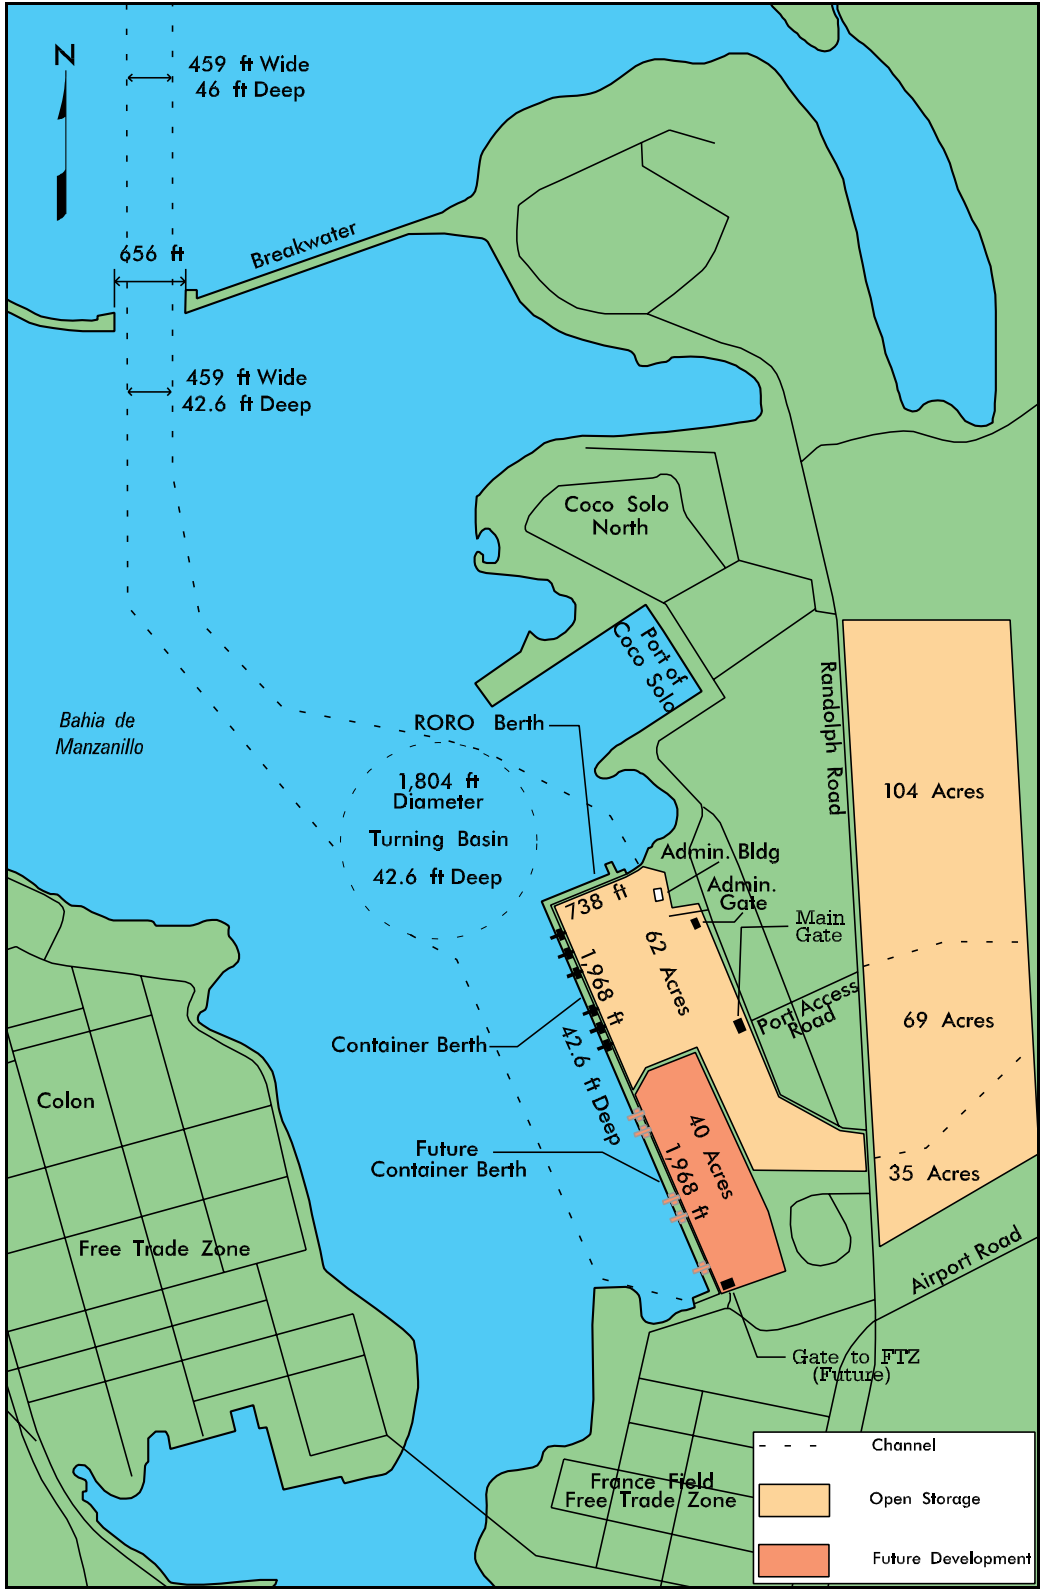 N
459 ft Wide
46 ft Deep
656 ft
Breakwater
459 ft Wide
42.6 ft Deep
Coco Solo
North
Port of
Coco Solo
Randolph Road
Bahia de
Manzanillo
RORO Berth
1,804 ft
Diameter
Turning Basin
42.6 ft Deep
104 Acres
Admin. Bldg
Admin.
Gate
Main
Gate
738 ft
62 Acres
1,968 ft
Port Access
Road
69 Acres
Container Berth
42.6 ft Deep
Colon
Future
Container Berth
40 Acres
1,968 ft
35 Acres
Free Trade Zone
Airport Road
Gate to FTZ
(Future)
France Field
Free Trade Zone
Channel
Open Storage
Future Development